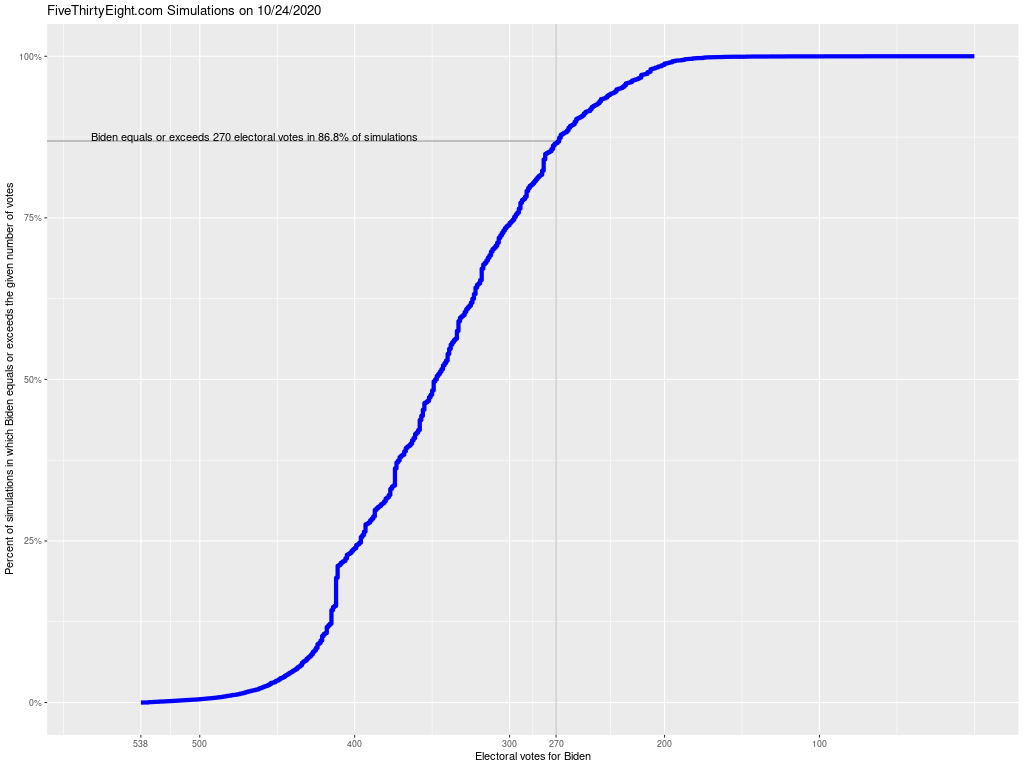 FiveThirtyEight.com Simulations on 10/24/2020
100%
Biden equals or exceeds 270 electoral votes in 86.8% of simulations
75%
50%
25%
0%
Percent of simulations in which Biden equals or exceeds the given number of votes
538 500 400 300 270 200 100
Electoral votes for Biden